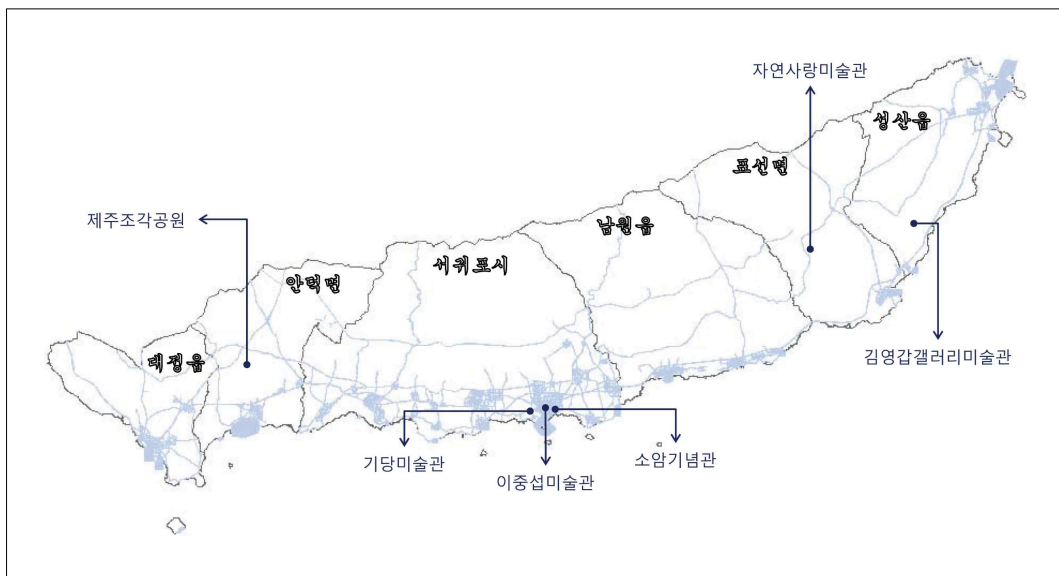 자연사랑미술관
성산읍
표선면
제주조각공원
남원읍
서귀포시
안덕면
대정읍
김영갑갤러리미술관
기당미술관
이중섭미술관
소암기념관